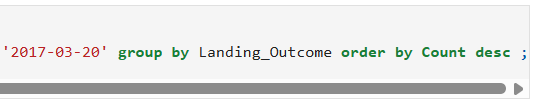 '2017-03-20' group by Landing_Outcome order by Count desc ;